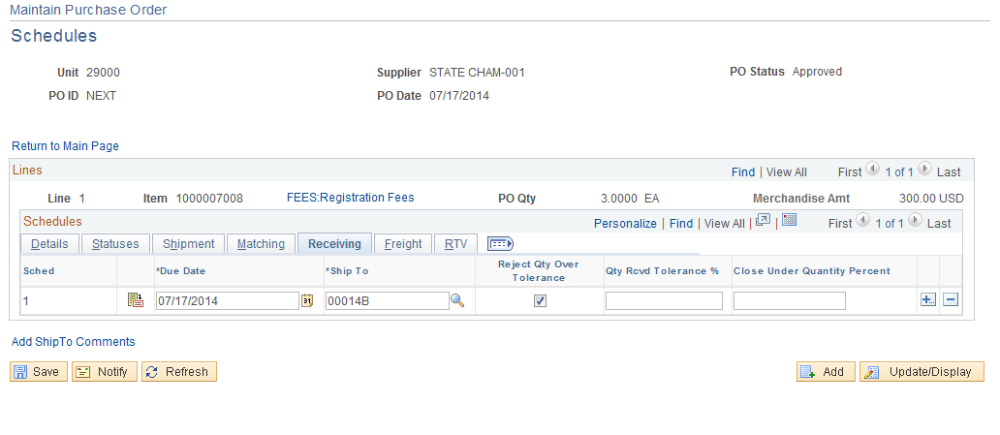 Maintain Purchase Order
Schedules
Unit 29000 Supplier STATE CHAM-001 PO Status Approved
PO ID NEXT PO Date 07/17/2014
Return to Main Page
Lines Find | View All First 1 of 1 Last
Line 1 Item 1000007008 FEES:Registration Fees PO Qty 3.0000 EA Merchandise Amt 300.00 USD
Schedules Personalize | Find | View All | | First 1 of 1 Last
Details Statuses Shipment Matching Receiving Freight RTV
Sched *Due Date *Ship To Reject Qty Over Tolerance Qty Rcvd Tolerance % Close Under Quantity Percent
1 07/17/2014 31 00014B
Add ShipTo Comments
Save Notify Refresh Add Update/Display